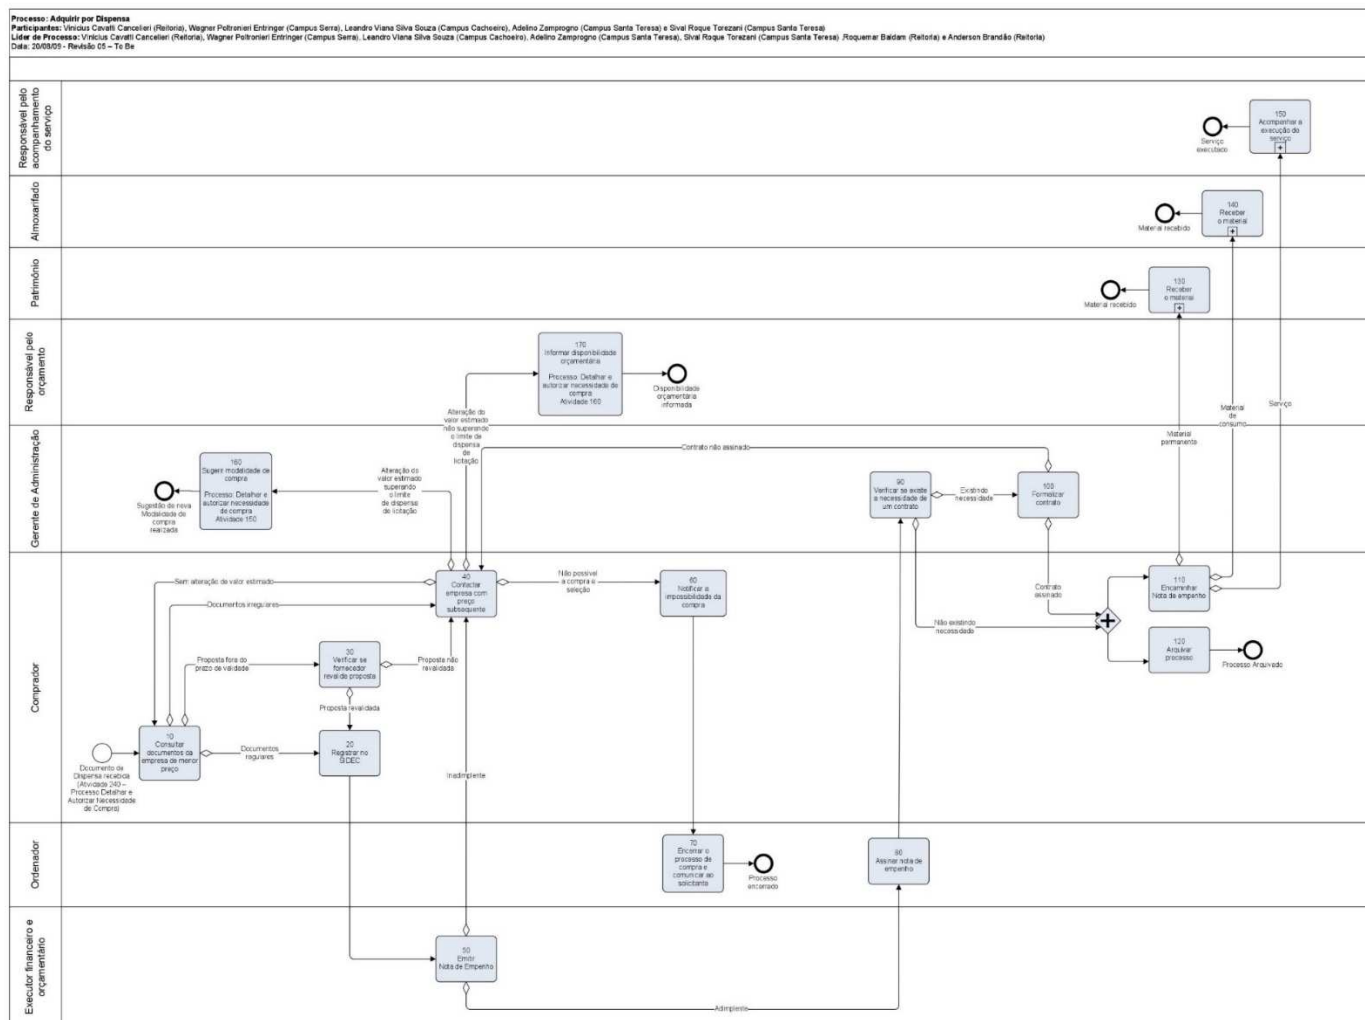 Processo: Adquirir por Dispensa
Participantes: Vinícius Cavatti Cancelieri (Reitoria), Wagner Poltronieri Entringer (Campus Serra), Leandro Viana Silva Souza (Campus Cachoeiro), Adelino Zamprogno (Campus Santa Teresa) e Sival Roque Torezani (Campus Santa Teresa)
Líder de Processo: Vinícius Cavatti Cancelieri (Reitoria), Wagner Poltronieri Entringer (Campus Serra), Leandro Viana Silva Souza (Campus Cachoeiro), Adelino Zamprogno (Campus Santa Teresa), Sival Roque Torezani (Campus Santa Teresa) ,Roquemar Baldam (Reitoria) e Anderson Brandão (Reitoria)
Data: 20/08/09 - Revisão 05 – To Be
Responsável pelo
acompanhamento
do serviço
150
Acompanhar a
execução do
serviço
Serviço
executado
Almoxarifado
140
Receber
o material
Material recebido
Patrimônio
130
Receber
o material
Material recebido
Responsável pelo
orçamento
170
Informar disponibilidade
orçamentária
Processo: Detalhar e
autorizar necessidade de
compra
Atividade 160
Disponibilidade
orçamentária
informada
Alteração do
valor estimado
não superando
o limite de
dispensa
de
licitação
Material
de
consumo
Serviço
Material
permanente
Gerente de Administração
160
Sugerir modalidade de
compra
Processo: Detalhar e
autorizar necessidade
de compra
Atividade 150
Sugestão de nova
Modalidade de
compra
realizada
Alteração do
valor estimado
superando
o limite
de dispensa
de licitação
Contrato não assinado
90
Verificar se existe
a necessidade de
um contrato
Existindo
necessidade
100
Formalizar
contrato
Comprador
Sem alteração de valor estimado
40
Contactar
empresa com
preço
subsequente
Não possível
a compra e
seleção
60
Notificar a
impossibilidade da
compra
Contrato
assinado
110
Encaminhar
Nota de empenho
Documentos irregulares
Não existindo
necessidade
120
Arquivar
processo
Processo Arquivado
Proposta fora do
prazo de validade
30
Verificar se
fornecedor
revalida proposta
Proposta não
revalidada
Proposta revalidada
10
Consultar
documentos da
empresa de menor
preço
Documentos
regulares
20
Registrar no
SIDEC
Documento de
Dispensa recebida
(Atividade 240 –
Processo Detalhar e
Autorizar Necessidade
de Compra)
Inadimplente
Ordenador
70
Encerrar o
processo de
compra e
comunicar ao
solicitante
Processo
encerrado
80
Assinar nota de
empenho
Executor financeiro e
orçamentário
50
Emitir
Nota de Empenho
Adimplente